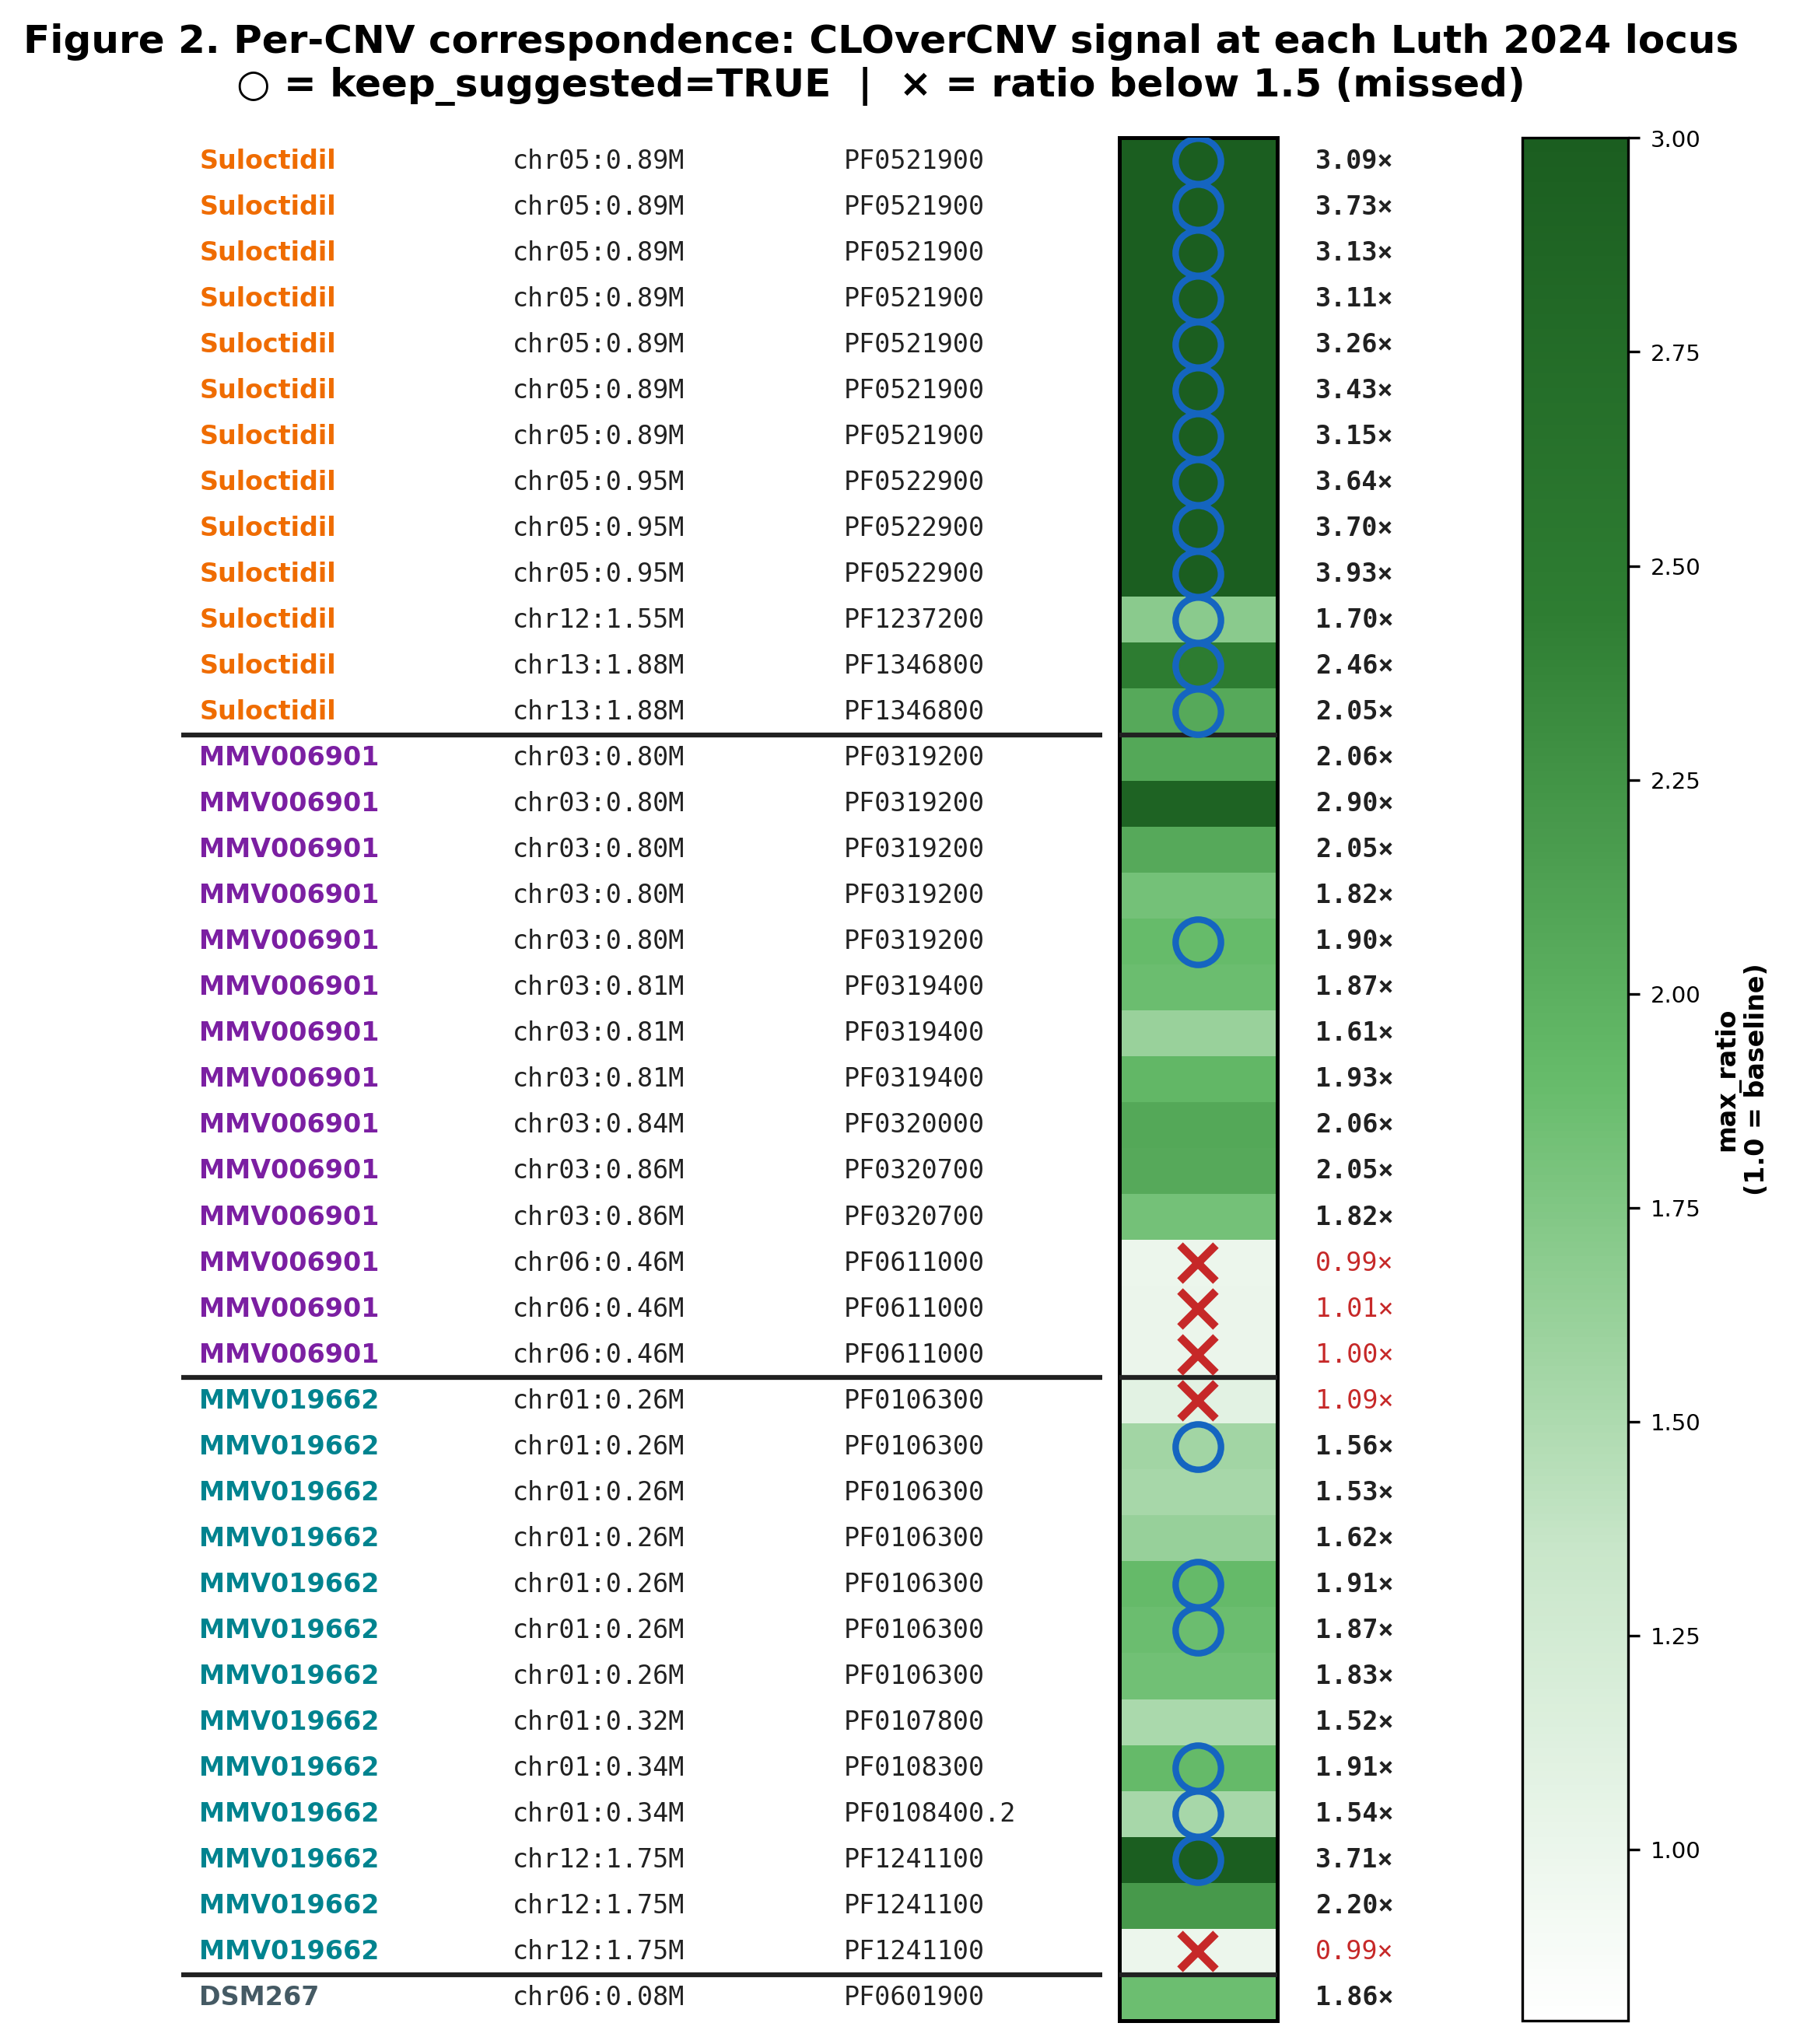 Figure 2. Per-CNV correspondence: CLOverCNV signal at each Luth 2024 locus
○ = keep_suggested=TRUE | × = ratio below 1.5 (missed)
Suloctidil chr05:0.89M PF0521900 3.09×
Suloctidil chr05:0.89M PF0521900 3.73×
Suloctidil chr05:0.89M PF0521900 3.13×
Suloctidil chr05:0.89M PF0521900 3.11×
Suloctidil chr05:0.89M PF0521900 3.26×
Suloctidil chr05:0.89M PF0521900 3.43×
Suloctidil chr05:0.89M PF0521900 3.15×
Suloctidil chr05:0.95M PF0522900 3.64×
Suloctidil chr05:0.95M PF0522900 3.70×
Suloctidil chr05:0.95M PF0522900 3.93×
Suloctidil chr12:1.55M PF1237200 1.70×
Suloctidil chr13:1.88M PF1346800 2.46×
Suloctidil chr13:1.88M PF1346800 2.05×
MMV006901 chr03:0.80M PF0319200 2.06×
MMV006901 chr03:0.80M PF0319200 2.90×
MMV006901 chr03:0.80M PF0319200 2.05×
MMV006901 chr03:0.80M PF0319200 1.82×
MMV006901 chr03:0.80M PF0319200 1.90×
MMV006901 chr03:0.81M PF0319400 1.87×
MMV006901 chr03:0.81M PF0319400 1.61×
MMV006901 chr03:0.81M PF0319400 1.93×
MMV006901 chr03:0.84M PF0320000 2.06×
MMV006901 chr03:0.86M PF0320700 2.05×
MMV006901 chr03:0.86M PF0320700 1.82×
MMV006901 chr06:0.46M PF0611000 0.99×
MMV006901 chr06:0.46M PF0611000 1.01×
MMV006901 chr06:0.46M PF0611000 1.00×
MMV019662 chr01:0.26M PF0106300 1.09×
MMV019662 chr01:0.26M PF0106300 1.56×
MMV019662 chr01:0.26M PF0106300 1.53×
MMV019662 chr01:0.26M PF0106300 1.62×
MMV019662 chr01:0.26M PF0106300 1.91×
MMV019662 chr01:0.26M PF0106300 1.87×
MMV019662 chr01:0.26M PF0106300 1.83×
MMV019662 chr01:0.32M PF0107800 1.52×
MMV019662 chr01:0.34M PF0108300 1.91×
MMV019662 chr01:0.34M PF0108400.2 1.54×
MMV019662 chr12:1.75M PF1241100 3.71×
MMV019662 chr12:1.75M PF1241100 2.20×
MMV019662 chr12:1.75M PF1241100 0.99×
DSM267 chr06:0.08M PF0601900 1.86×
3.00
2.75
2.50
2.25
2.00
1.75
1.50
1.25
1.00
max_ratio
(1.0 = baseline)